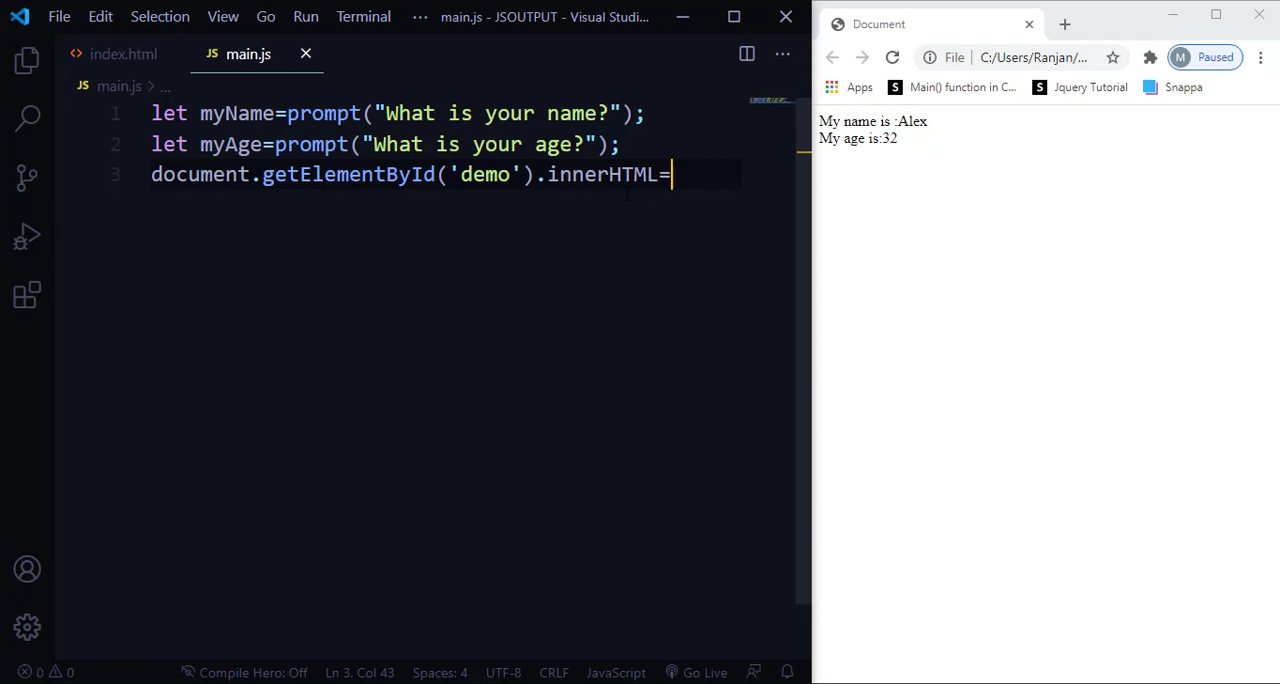 File Edit Selection View Go Run Terminal ··· main.js - JSOUTPUT - Visual Studi...
<> index.html JS main.js
JS main.js > ...
1 let myName=prompt("What is your name?");
2 let myAge=prompt("What is your age?");
3 document.getElementById('demo').innerHTML=
0 0 Compile Hero: Off Ln 3, Col 43 Spaces: 4 UTF-8 CRLF JavaScript Go Live
Document
File C:/Users/Ranjan/... M Paused
Apps S Main() function in C... S Jquery Tutorial Snappa
My name is :Alex
My age is:32